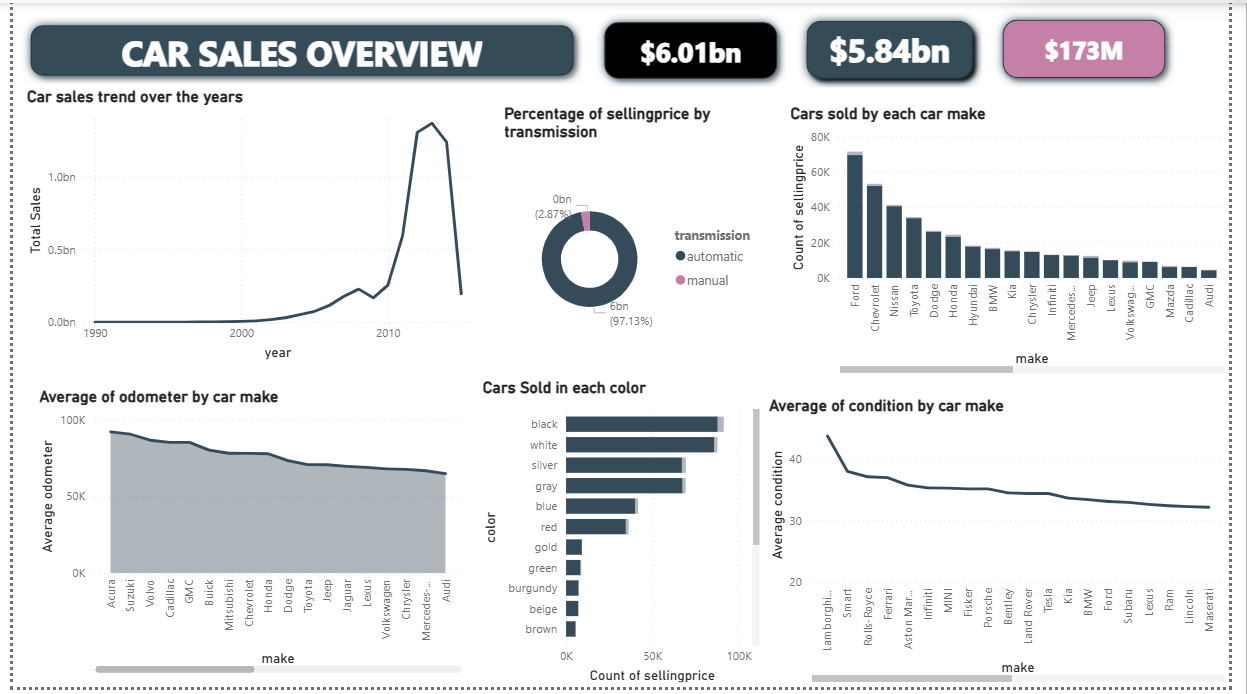 CAR SALES OVERVIEW
$6.01bn
$5.84bn
$173M
Car sales trend over the years
Total Sales
1.0bn
0.5bn
0.0bn
1990
2000
2010
year
Percentage of sellingprice by
transmission
0bn
(2.87%)
6bn
(97.13%)
transmission
automatic
manual
Cars sold by each car make
Count of sellingprice
80K
60K
40K
20K
0K
Ford
Chevrolet
Nissan
Toyota
Dodge
Honda
Hyundai
BMW
Kia
Chrysler
Infiniti
Mercedes...
Jeep
Lexus
Volkswag...
GMC
Mazda
Cadillac
Audi
make
Average of odometer by car make
Average odometer
100K
50K
0K
Acura
Suzuki
Volvo
Cadillac
GMC
Buick
Mitsubishi
Chevrolet
Honda
Dodge
Toyota
Jeep
Jaguar
Lexus
Volkswagen
Chrysler
Mercedes-...
Audi
make
Cars Sold in each color
color
black
white
silver
gray
blue
red
gold
green
burgundy
beige
brown
0K
50K
100K
Count of sellingprice
Average of condition by car make
Average condition
40
30
20
Lamborghi...
Smart
Rolls-Royce
Ferrari
Aston Mar...
Infiniti
MINI
Fisker
Porsche
Bentley
Land Rover
Tesla
Kia
BMW
Ford
Subaru
Lexus
Ram
Lincoln
Maserati
make